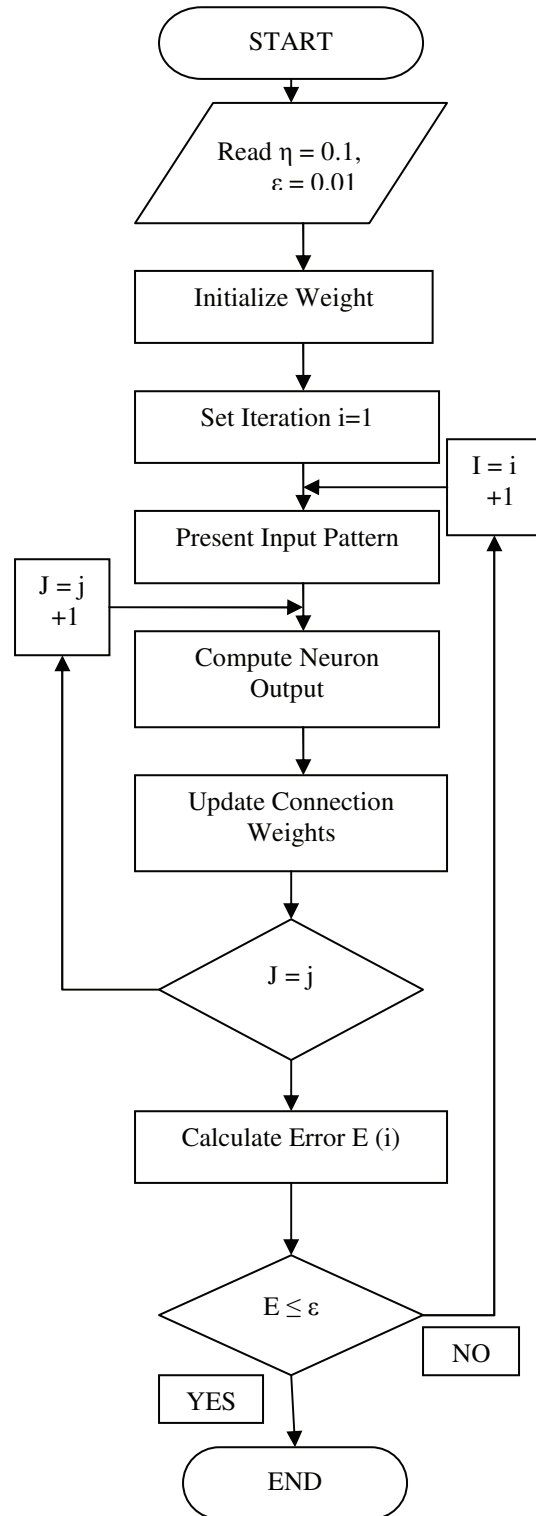 START
Read η = 0.1,
ε = 0.01
Initialize Weight
Set Iteration i=1
I = i
+1
Present Input Pattern
J = j
+1
Compute Neuron
Output
Update Connection
Weights
J = j
Calculate Error E (i)
E ≤ ε
NO
YES
END